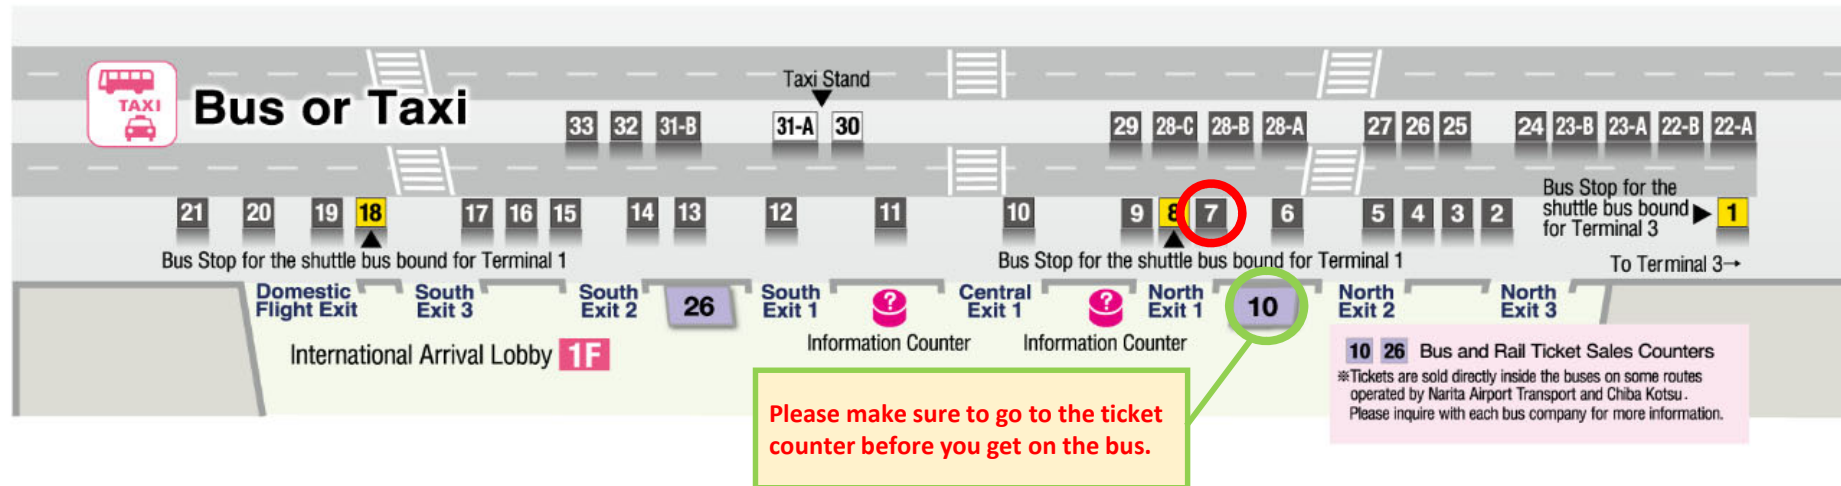 TAXI
Bus or Taxi
Taxi Stand
33 32 31-B 31-A 30 29 28-C 28-B 28-A 27 26 25 24 23-B 23-A 22-B 22-A
21 20 19 18 17 16 15 14 13 12 11 10 9 8 7 6 5 4 3 2
Bus Stop for the
shuttle bus bound
for Terminal 3
1
Bus Stop for the shuttle bus bound for Terminal 1
Bus Stop for the shuttle bus bound for Terminal 1
To Terminal 3→
Domestic
Flight Exit
South
Exit 3
South
Exit 2
26
South
Exit 1
?
Information Counter
Central
Exit 1
?
Information Counter
North
Exit 1
10
North
Exit 2
North
Exit 3
International Arrival Lobby 1F
Please make sure to go to the ticket
counter before you get on the bus.
10 26 Bus and Rail Ticket Sales Counters
※Tickets are sold directly inside the buses on some routes
operated by Narita Airport Transport and Chiba Kotsu.
Please inquire with each bus company for more information.